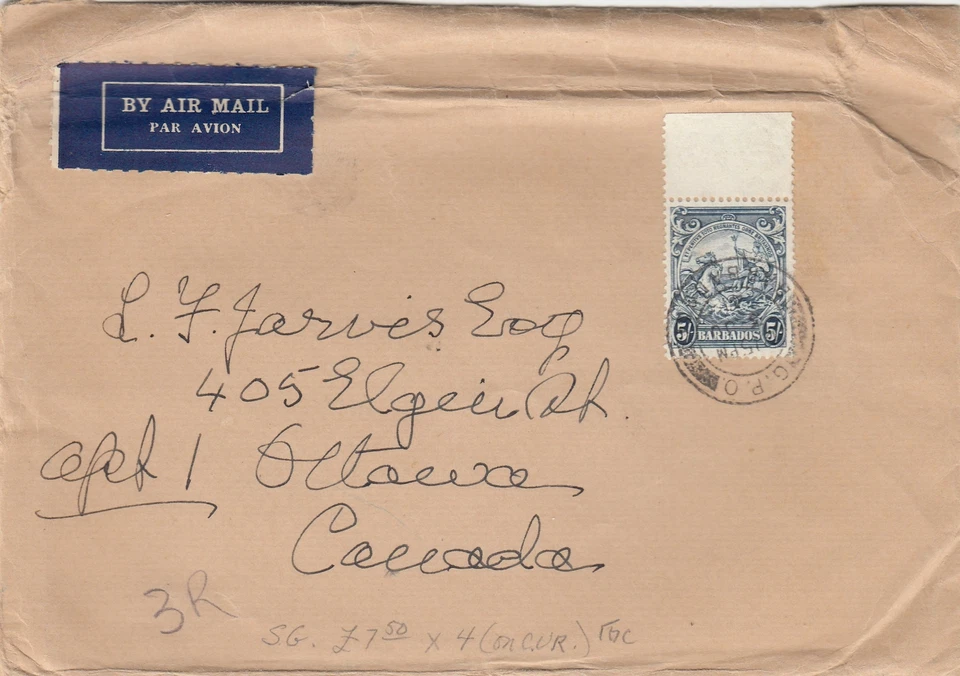 BY AIR MAIL
PAR AVION
5/- BARBADOS 5/-
G.P.O.
PM
L. F. Jarvis Esq
405 Elgin St.
apt 1 Ottawa
Canada
3R
SG. £7 50 x 4 (on C.V.R.)